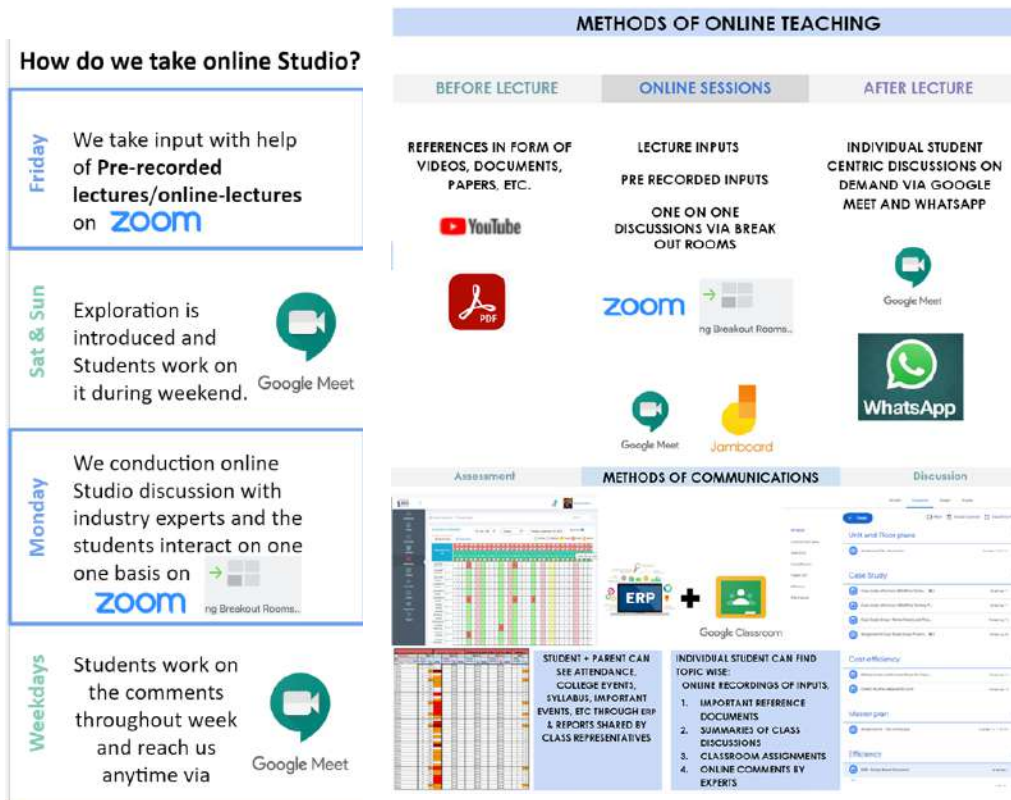 How do we take online Studio?
Friday
We take input with help
of Pre-recorded
lectures/online-lectures
on zoom
Sat & Sun
Exploration is
introduced and
Students work on
it during weekend.
Google Meet
Monday
We conduction online
Studio discussion with
industry experts and the
students interact on one
one basis on
zoom
ng Breakout Rooms..
Weekdays
Students work on
the comments
throughout week
and reach us
anytime via
Google Meet
METHODS OF ONLINE TEACHING
BEFORE LECTURE
REFERENCES IN FORM OF
VIDEOS, DOCUMENTS,
PAPERS, ETC.
YouTube
PDF
ONLINE SESSIONS
LECTURE INPUTS
PRE RECORDED INPUTS
ONE ON ONE
DISCUSSIONS VIA BREAK
OUT ROOMS
zoom
ng Breakout Rooms..
Google Meet
Jamboard
AFTER LECTURE
INDIVIDUAL STUDENT
CENTRIC DISCUSSIONS ON
DEMAND VIA GOOGLE
MEET AND WHATSAPP
Google Meet
WhatsApp
Assessment
METHODS OF COMMUNICATIONS
Discussion
ERP
Google Classroom
STUDENT + PARENT CAN
SEE ATTENDANCE,
COLLEGE EVENTS,
SYLLABUS, IMPORTANT
EVENTS, ETC THROUGH ERP
& REPORTS SHARED BY
CLASS REPRESENTATIVES
INDIVIDUAL STUDENT CAN FIND
TOPIC WISE:
ONLINE RECORDINGS OF INPUTS,
1. IMPORTANT REFERENCE
DOCUMENTS
2. SUMMARIES OF CLASS
DISCUSSIONS
3. CLASSROOM ASSIGNMENTS
4. ONLINE COMMENTS BY
EXPERTS
Unit and Floor plans
Case Study
Cost efficiency
Master plan
Efficiency